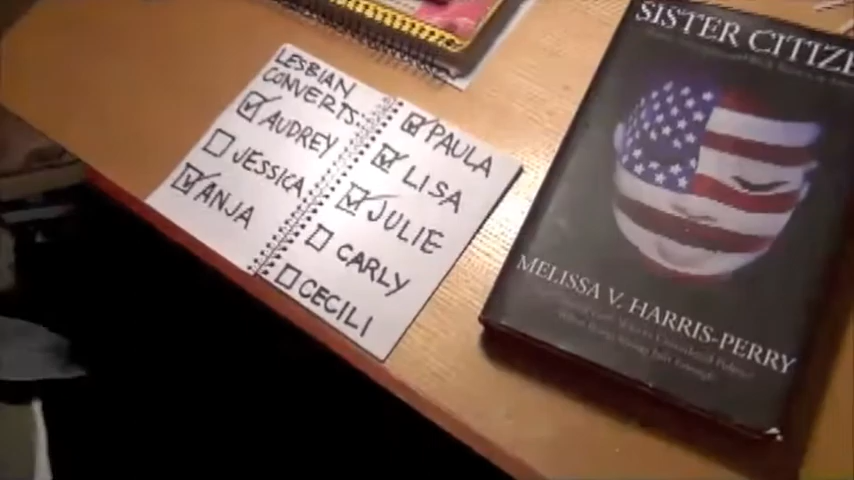 LESBIAN
CONVERTS:
AUDREY
JESSICA
ANJA
PAULA
LISA
JULIE
CARLY
CECILI
SISTER CITIZE
MELISSA V. HARRIS-PERRY